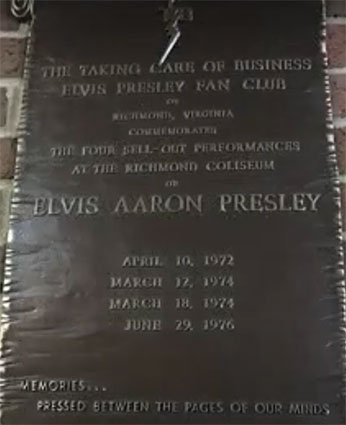 TCB
THE TAKING CARE OF BUSINESS
ELVIS PRESLEY FAN CLUB
OF
RICHMOND, VIRGINIA
COMMEMORATES
THE FOUR SELL-OUT PERFORMANCES
AT THE RICHMOND COLISEUM
OF
ELVIS AARON PRESLEY
APRIL 10, 1972
MARCH 12, 1974
MARCH 18, 1974
JUNE 29, 1976
MEMORIES...
PRESSED BETWEEN THE PAGES OF OUR MINDS